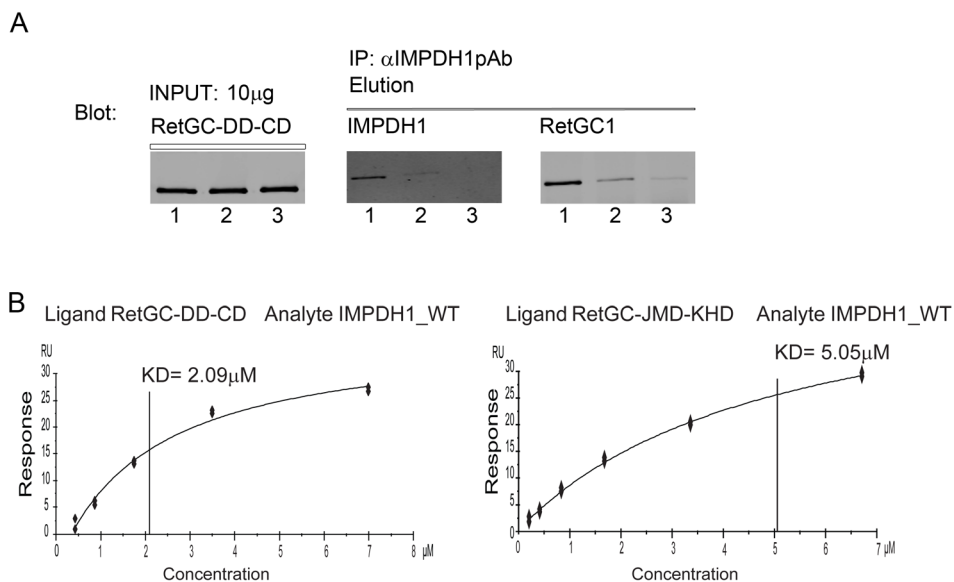 A
IP: αIMPDH1pAb
Elution
INPUT: 10μg
Blot:
RetGC-DD-CD
IMPDH1
RetGC1
1 2 3
1 2 3
1 2 3
B
Ligand RetGC-DD-CD Analyte IMPDH1_WT
RU
KD= 2.09μM
Response
30
25
20
15
10
5
0
0 1 2 3 4 5 6 7 8 μM
Concentration
Ligand RetGC-JMD-KHD Analyte IMPDH1_WT
RU
KD= 5.05μM
Response
30
25
20
15
10
5
0
0 1 2 3 4 5 6 7 μM
Concentration